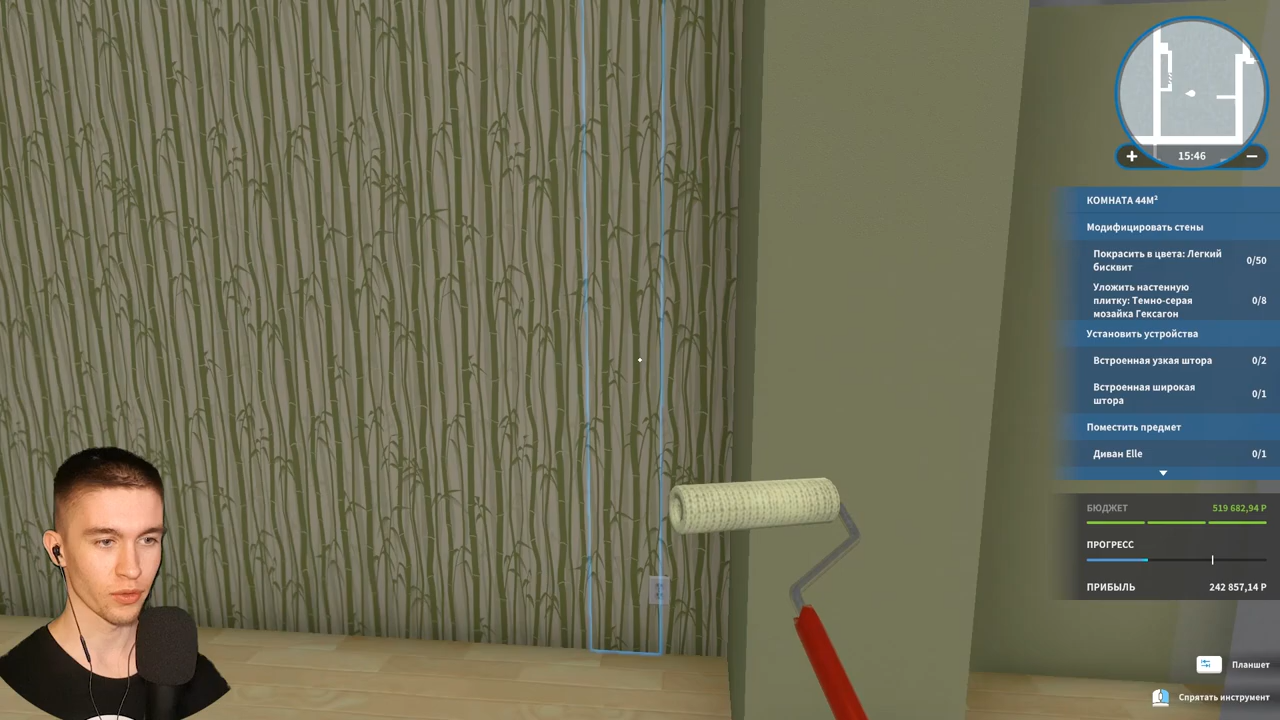 + 15:46 −
КОМНАТА 44М²
Модифицировать стены
Покрасить в цвета: Легкий
бисквит 0/50
Уложить настенную
плитку: Темно-серая 0/8
мозайка Гексагон
Установить устройства
Встроенная узкая штора 0/2
Встроенная широкая
штора 0/1
Поместить предмет
Диван Elle 0/1
БЮДЖЕТ 519 682,94 Р
ПРОГРЕСС
ПРИБЫЛЬ 242 857,14 Р
Планшет
Спрятать инструмент